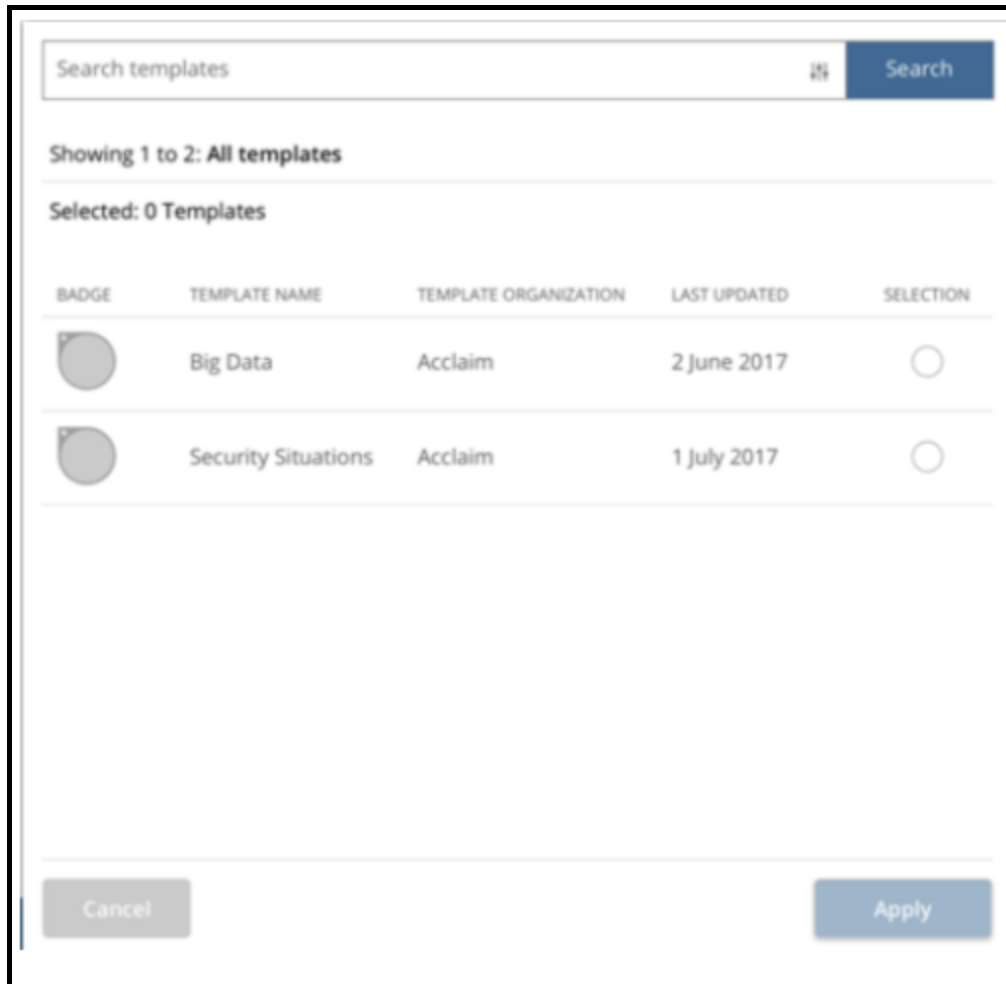 Search templates Search
Showing 1 to 2: All templates
Selected: 0 Templates
BADGE TEMPLATE NAME TEMPLATE ORGANIZATION LAST UPDATED SELECTION
Big Data Acclaim 2 June 2017
Security Situations Acclaim 1 July 2017
Cancel Apply